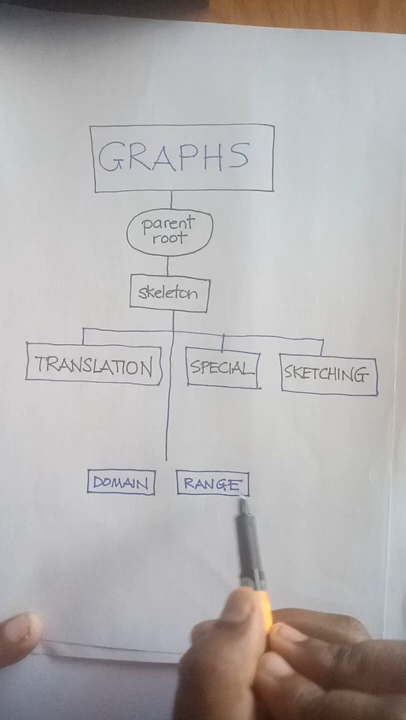 GRAPHS
parent
root
skeleton
TRANSLATION SPECIAL SKETCHING
DOMAIN RANGE